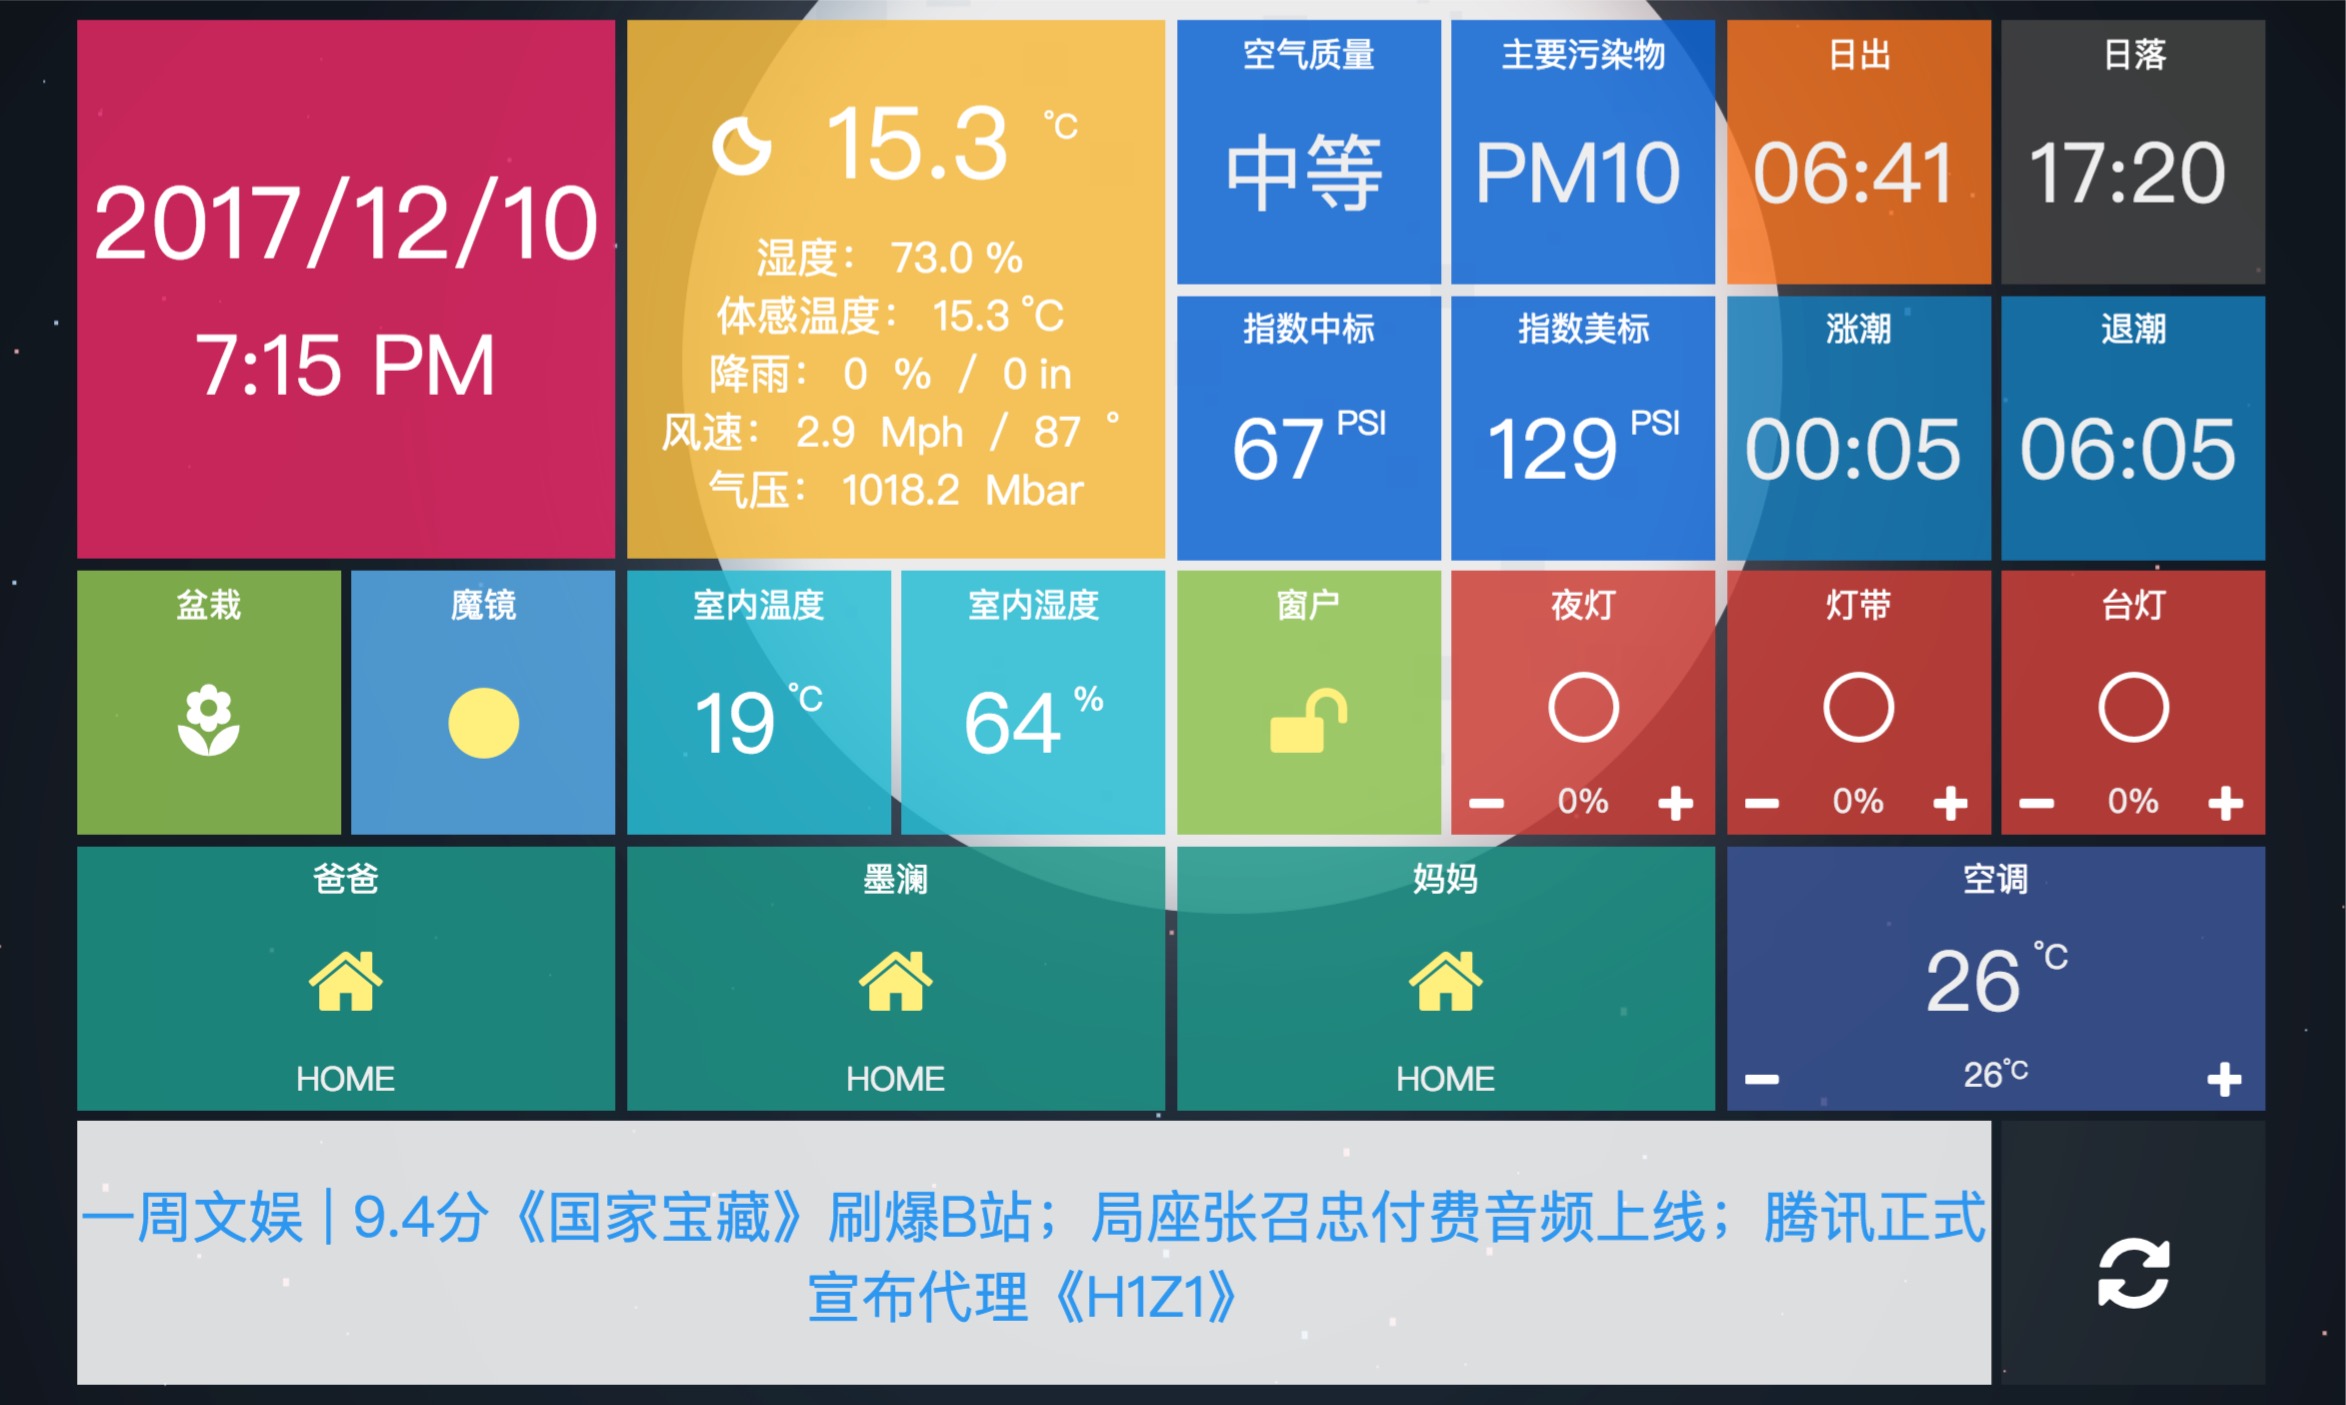 2017/12/10
7:15 PM
15.3 °C
湿度： 73.0 %
体感温度： 15.3 °C
降雨： 0 % / 0 in
风速： 2.9 Mph / 87 °
气压： 1018.2 Mbar
空气质量
中等
主要污染物
PM10
日出
06:41
日落
17:20
指数中标
67 PSI
指数美标
129 PSI
涨潮
00:05
退潮
06:05
盆栽
魔镜
室内温度
19 °C
室内湿度
64 %
窗户
夜灯
0%
灯带
0%
台灯
0%
爸爸
HOME
墨澜
HOME
妈妈
HOME
空调
26 °C
26°C
一周文娱 | 9.4分《国家宝藏》刷爆B站；局座张召忠付费音频上线；腾讯正式
宣布代理《H1Z1》